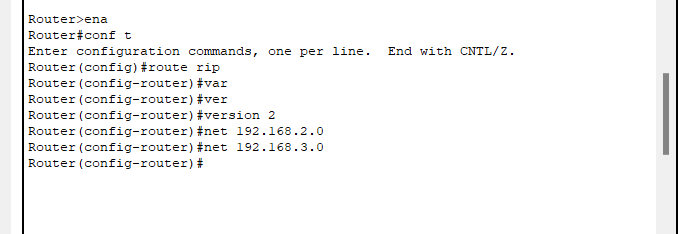 Router>ena
Router#conf t
Enter configuration commands, one per line.  End with CNTL/Z.
Router(config)#route rip
Router(config-router)#var
Router(config-router)#ver
Router(config-router)#version 2
Router(config-router)#net 192.168.2.0
Router(config-router)#net 192.168.3.0
Router(config-router)#